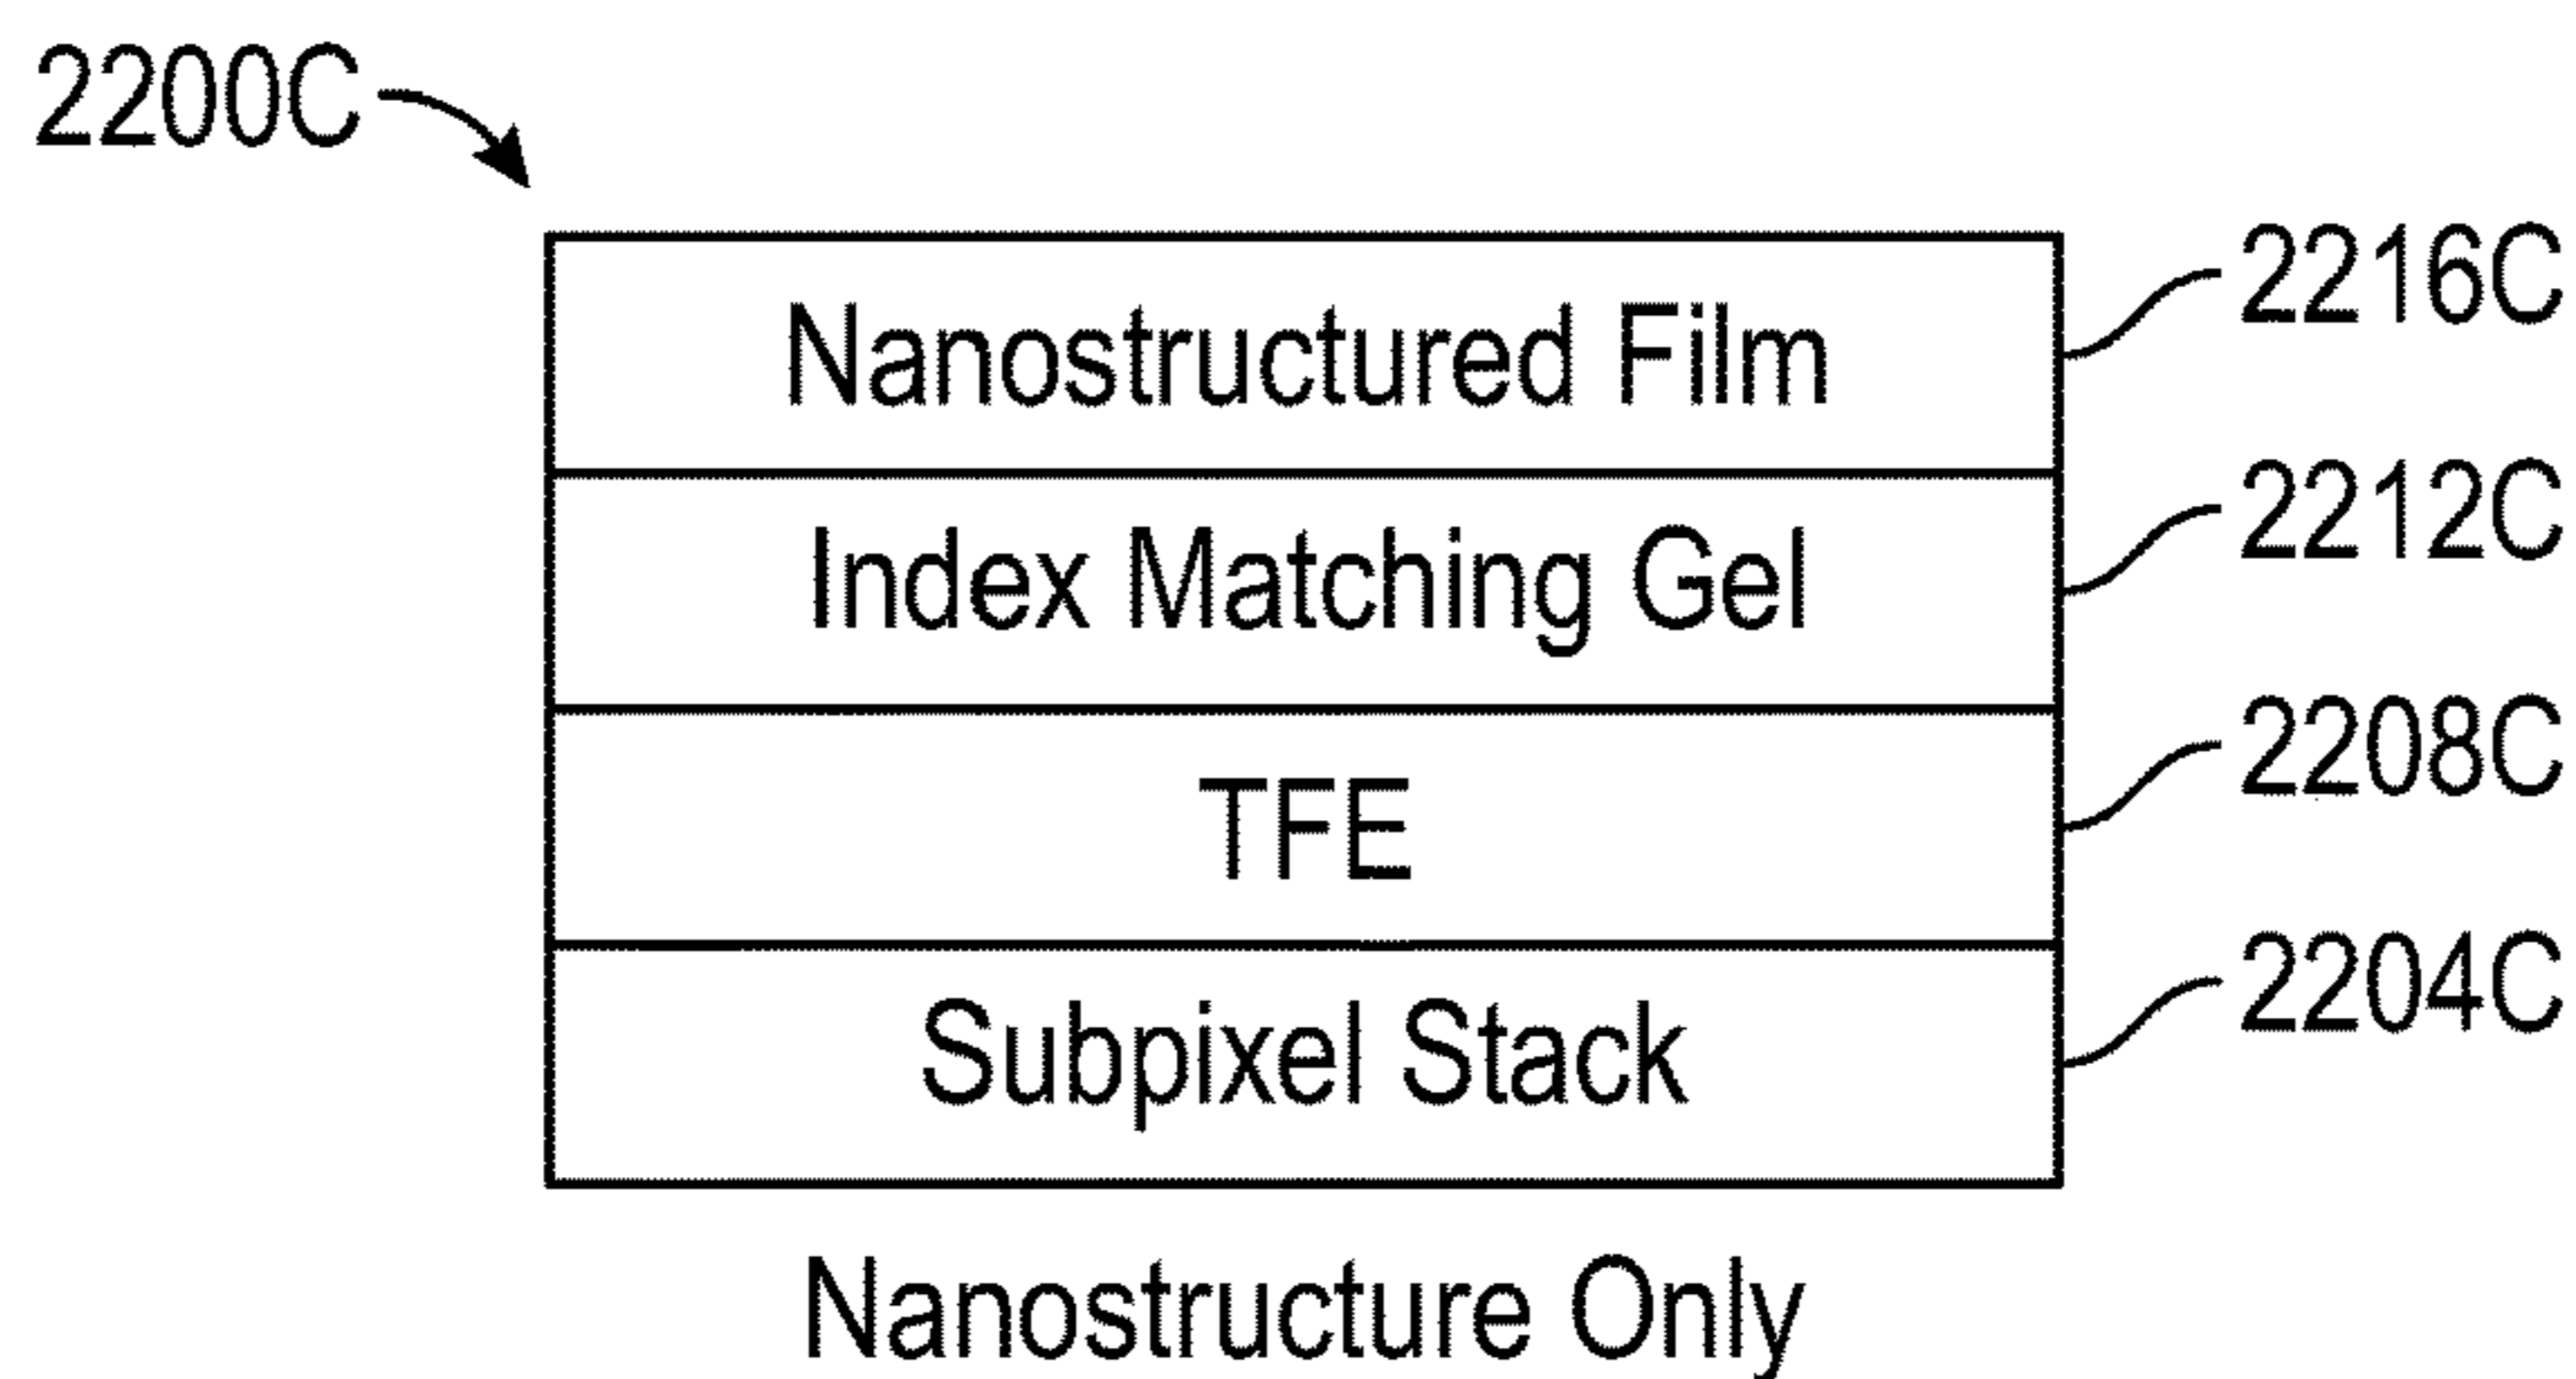 2200C
Nanostructured Film 2216C
Index Matching Gel 2212C
TFE 2208C
Subpixel Stack 2204C
Nanostructure Only